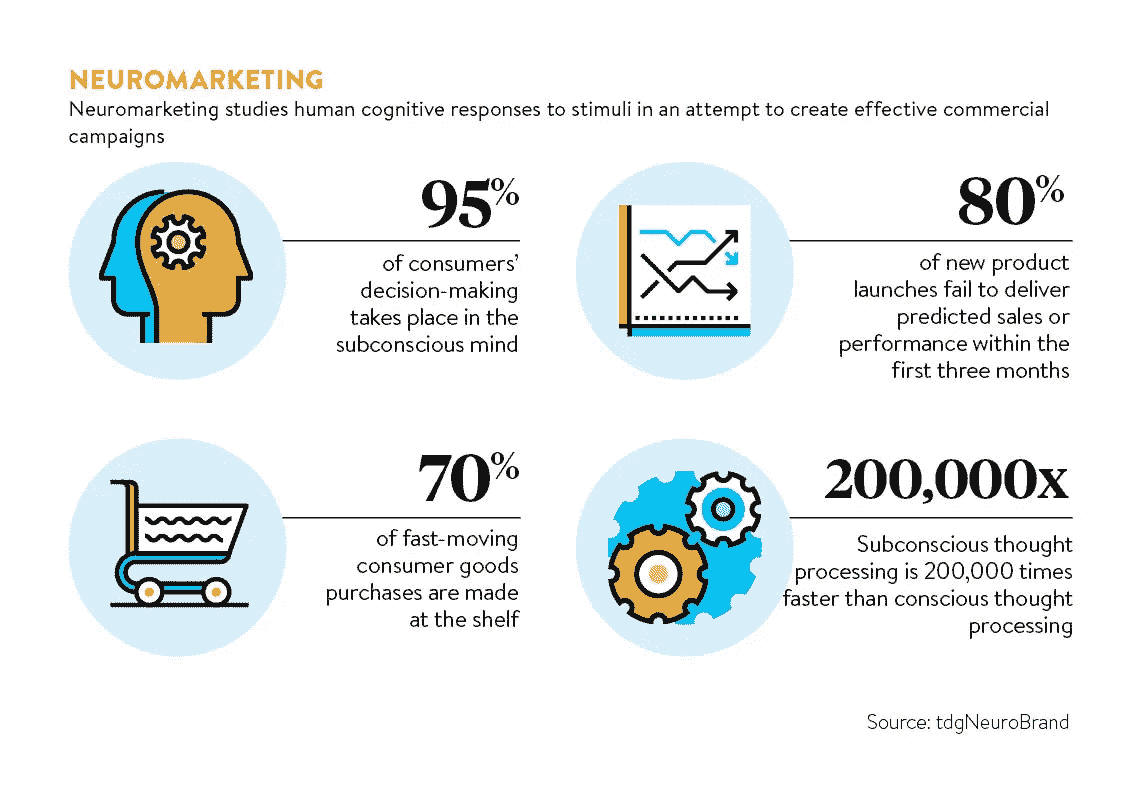 NEUROMARKETING
Neuromarketing studies human cognitive responses to stimuli in an attempt to create effective commercial
campaigns
95%
of consumers’
decision-making
takes place in the
subconscious mind
80%
of new product
launches fail to deliver
predicted sales or
performance within the
first three months
70%
of fast-moving
consumer goods
purchases are made
at the shelf
200,000x
Subconscious thought
processing is 200,000 times
faster than conscious thought
processing
Source: tdgNeuroBrand